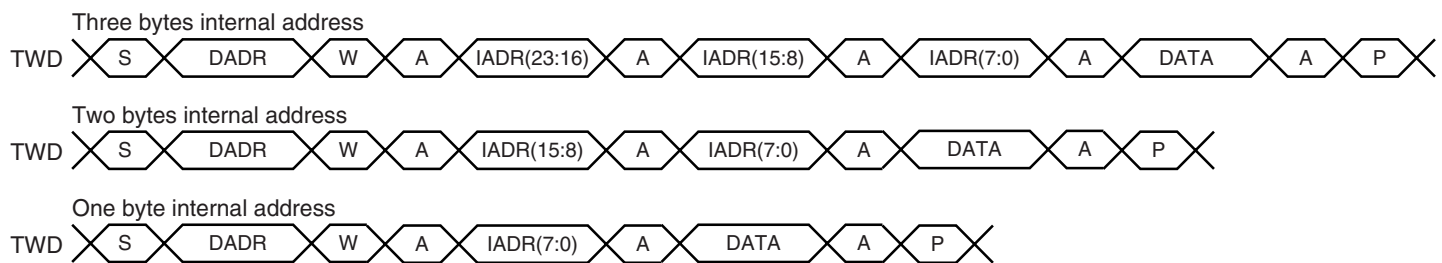 Three bytes internal address
TWD S DADR W A IADR(23:16) A IADR(15:8) A IADR(7:0) A DATA A P
Two bytes internal address
TWD S DADR W A IADR(15:8) A IADR(7:0) A DATA A P
One byte internal address
TWD S DADR W A IADR(7:0) A DATA A P